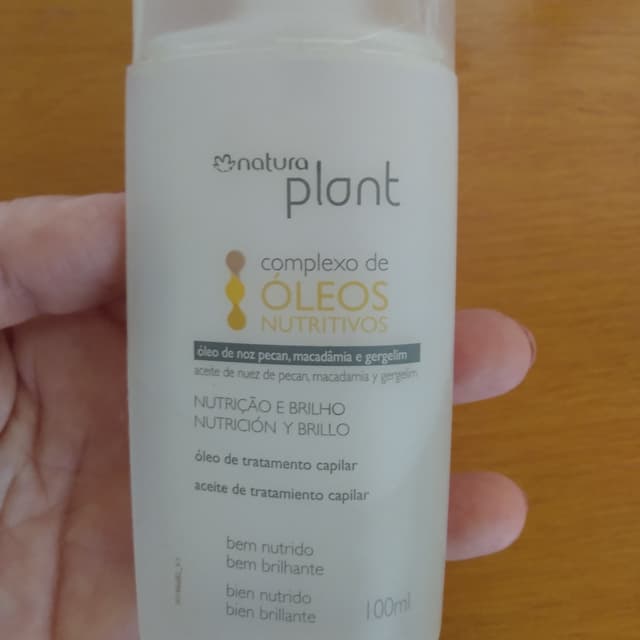 natura
plant
complexo de
ÓLEOS
NUTRITIVOS
óleo de noz pecan, macadâmia e gergelim
aceite de nuez de pecan, macadamia y gergelim
NUTRIÇÃO E BRILHO
NUTRICIÓN Y BRILLO
óleo de tratamento capilar
aceite de tratamiento capilar
bem nutrido
bem brilhante
bien nutrido
bien brillante
100ml